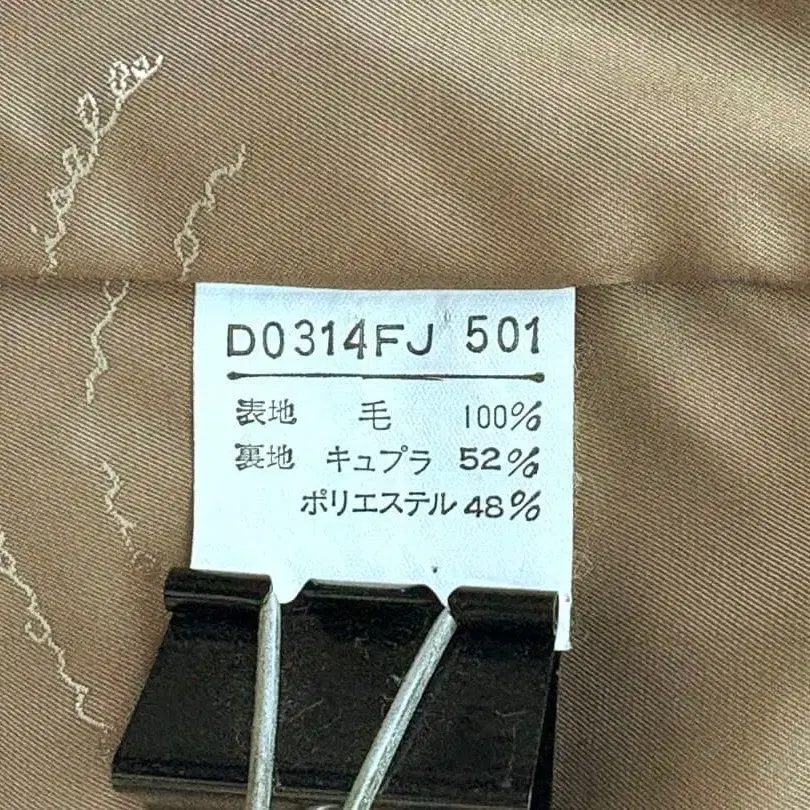 D0314FJ 501
表地 毛 100%
裏地 キュプラ 52%
ポリエステル 48%